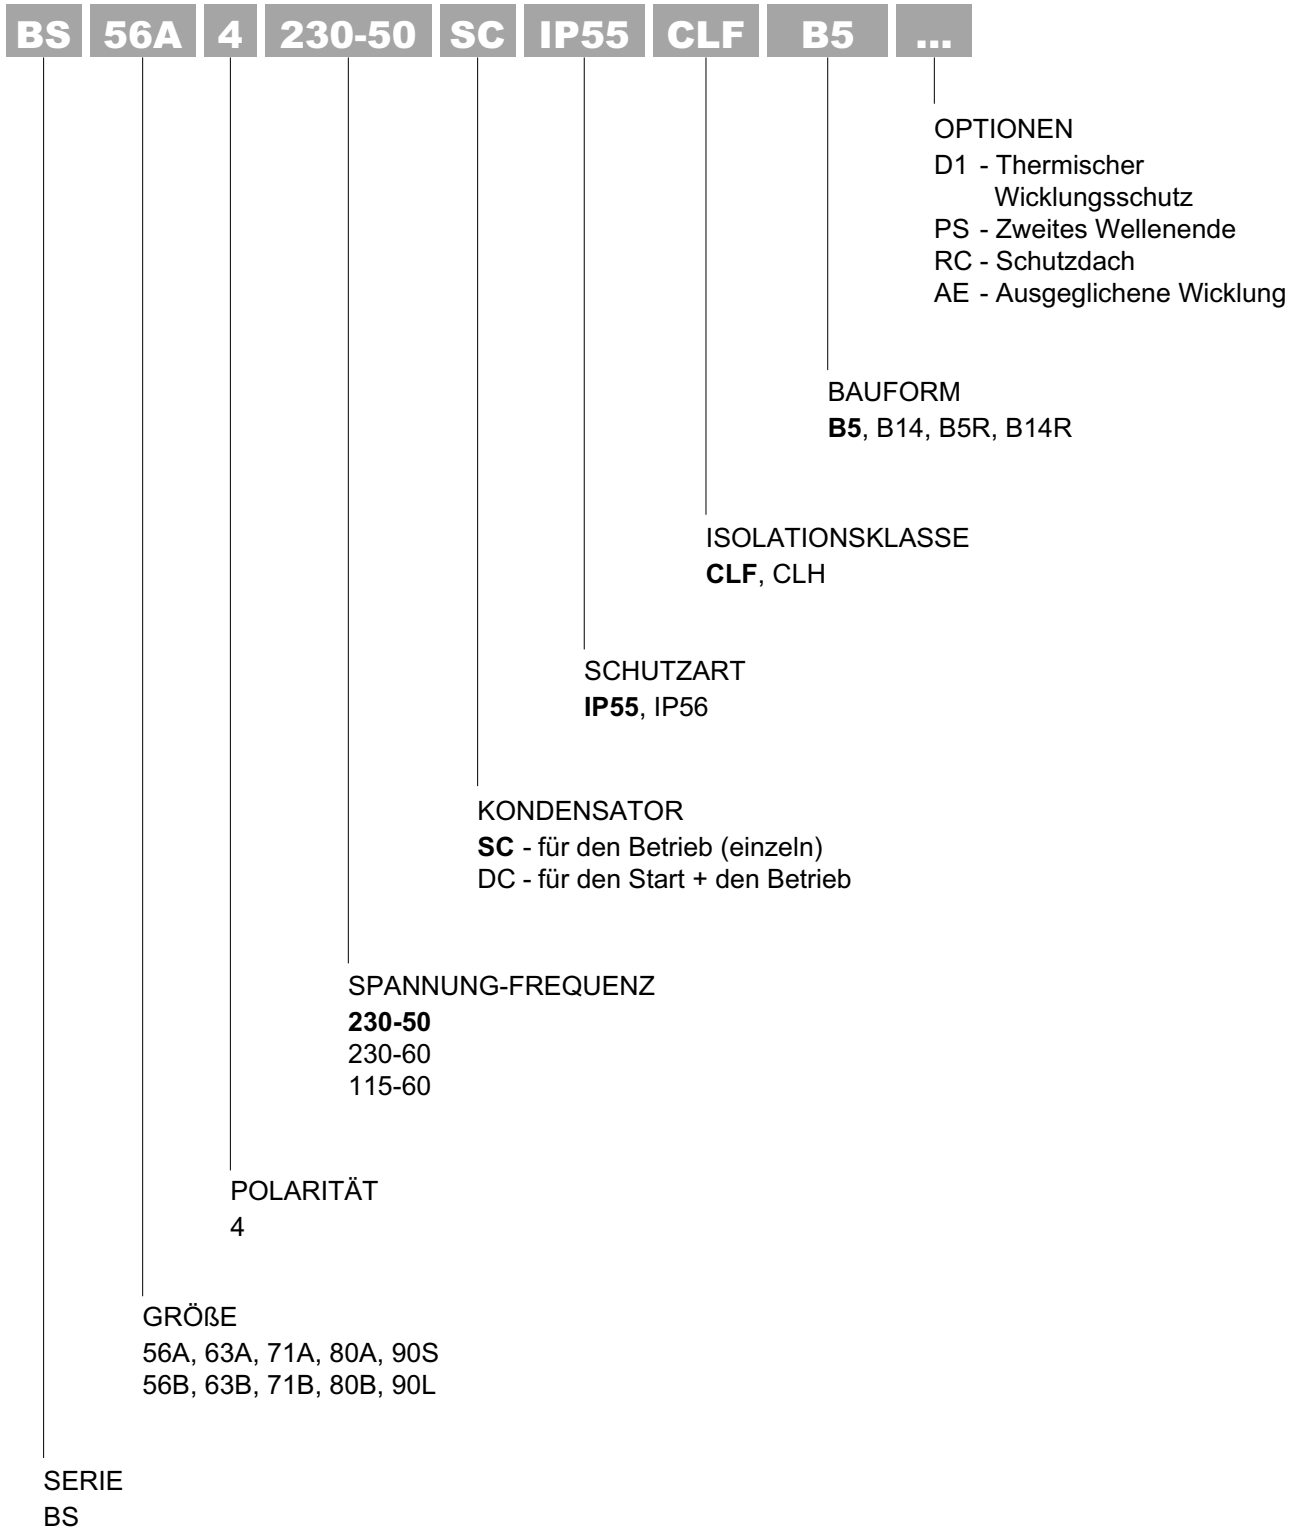 BS 56A 4 230-50 SC IP55 CLF B5 ...
OPTIONEN
D1 - Thermischer
Wicklungsschutz
PS - Zweites Wellenende
RC - Schutzdach
AE - Ausgeglichene Wicklung
BAUFORM
B5, B14, B5R, B14R
ISOLATIONSKLASSE
CLF, CLH
SCHUTZART
IP55, IP56
KONDENSATOR
SC - für den Betrieb (einzeln)
DC - für den Start + den Betrieb
SPANNUNG-FREQUENZ
230-50
230-60
115-60
POLARITÄT
4
GRÖßE
56A, 63A, 71A, 80A, 90S
56B, 63B, 71B, 80B, 90L
SERIE
BS